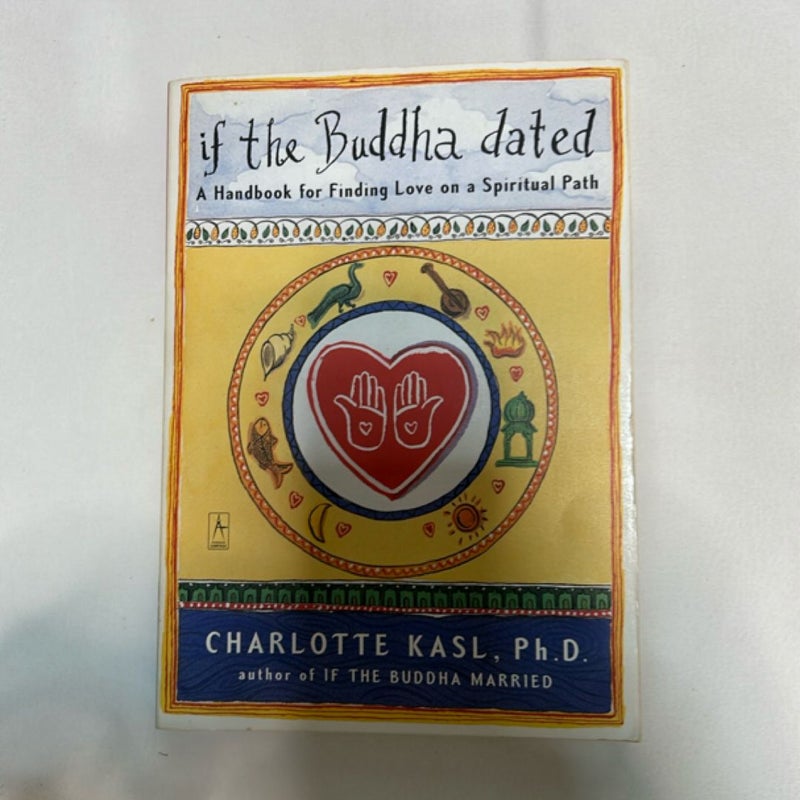 if the Buddha dated
A Handbook for Finding Love on a Spiritual Path
CHARLOTTE KASL, Ph.D.
author of IF THE BUDDHA MARRIED